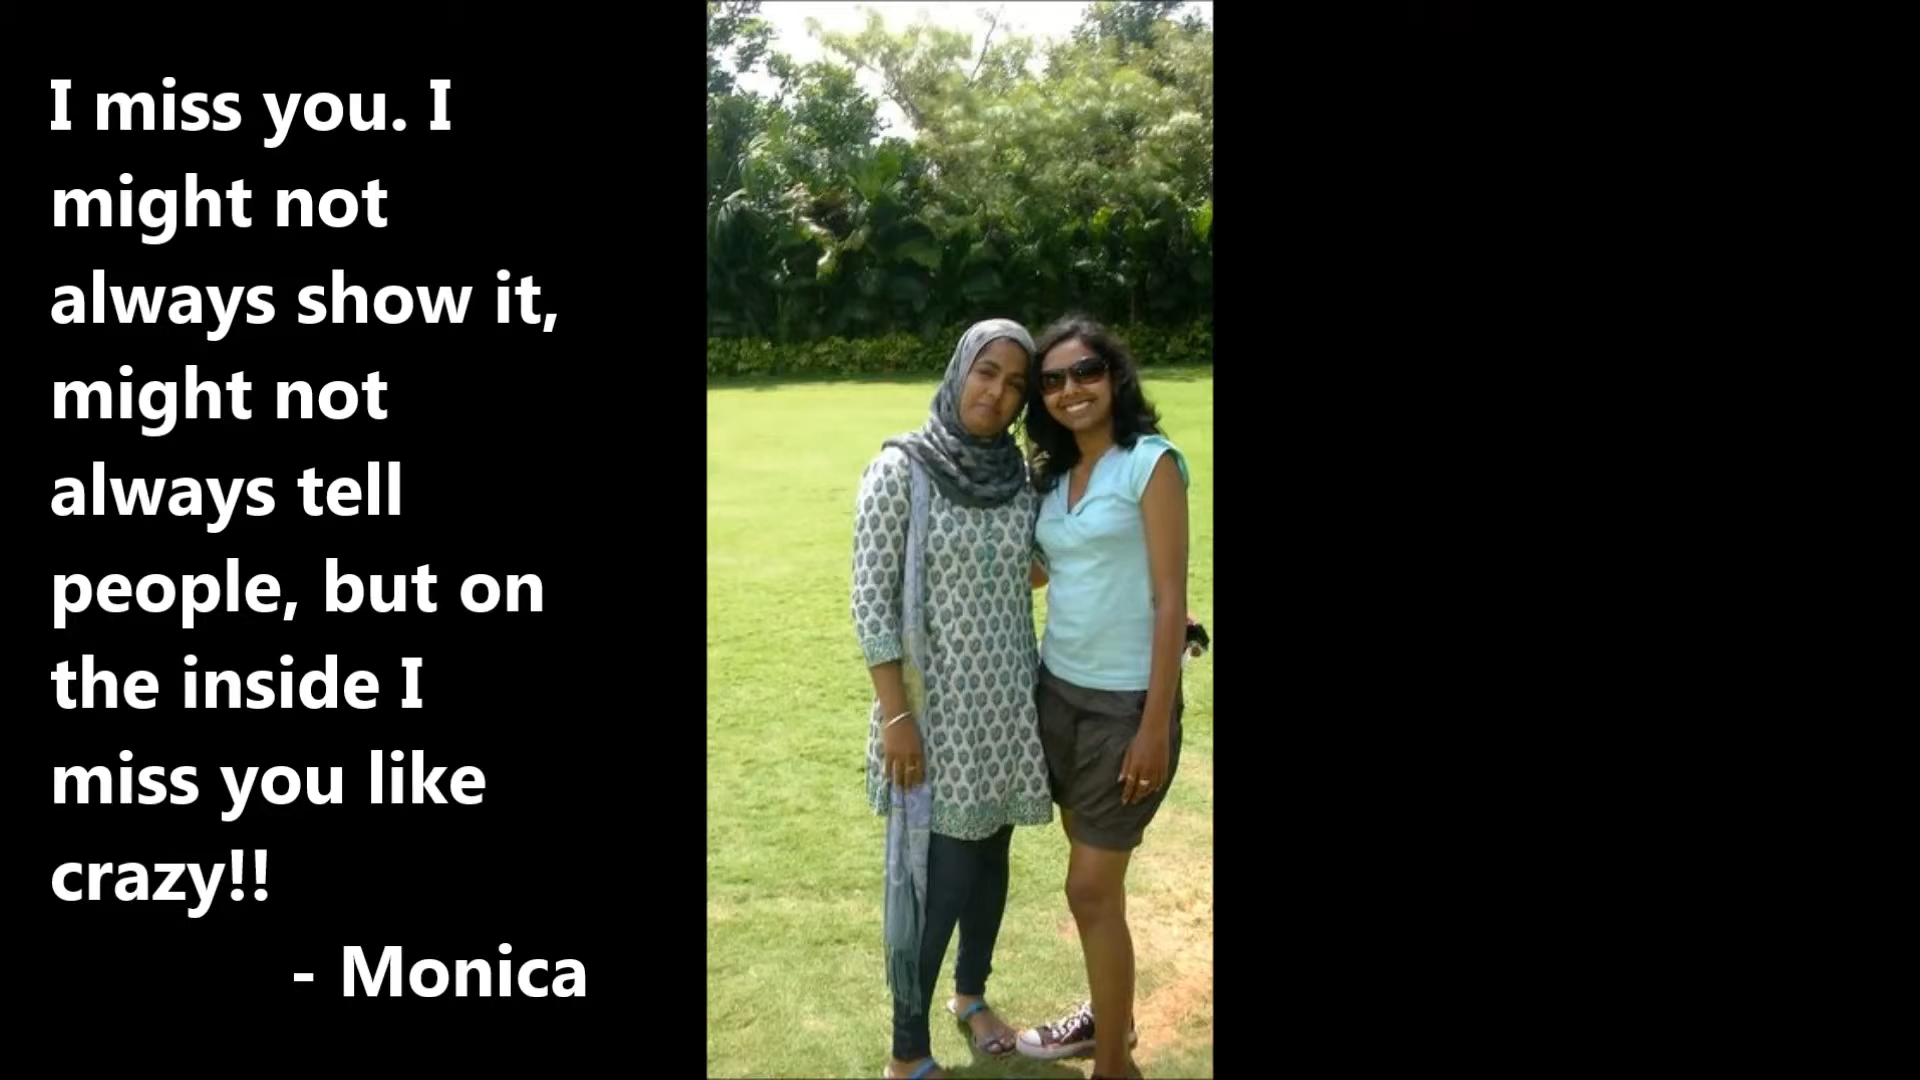 I miss you. I
might not
always show it,
might not
always tell
people, but on
the inside I
miss you like
crazy!!
- Monica